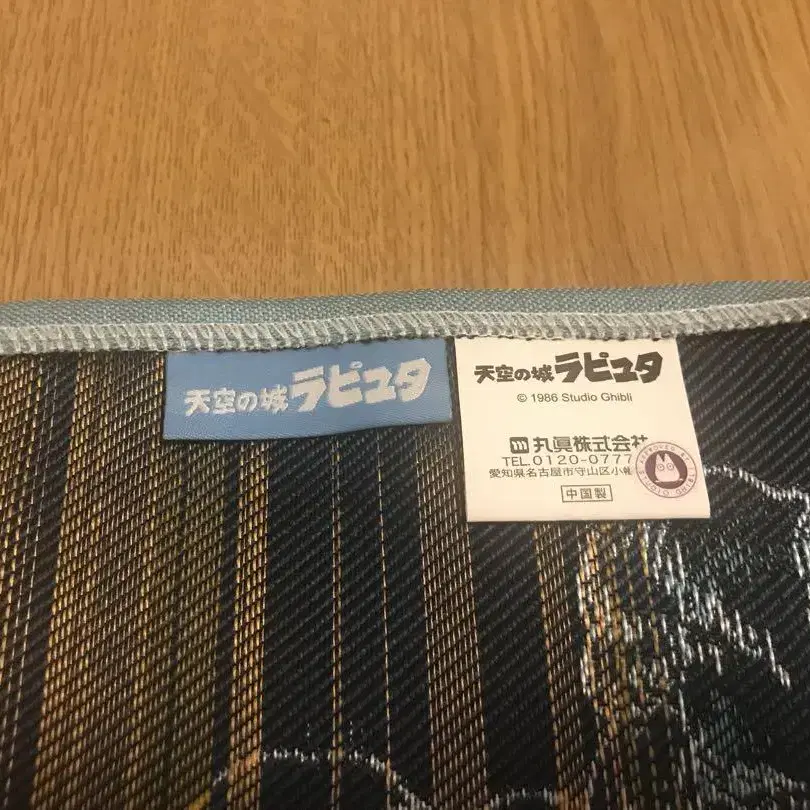 天空の城ラピュタ
天空の城ラピュタ
© 1986 Studio Ghibli
m 丸眞株式会社
TEL.0120-0777
愛知県名古屋市守山区小
中国製